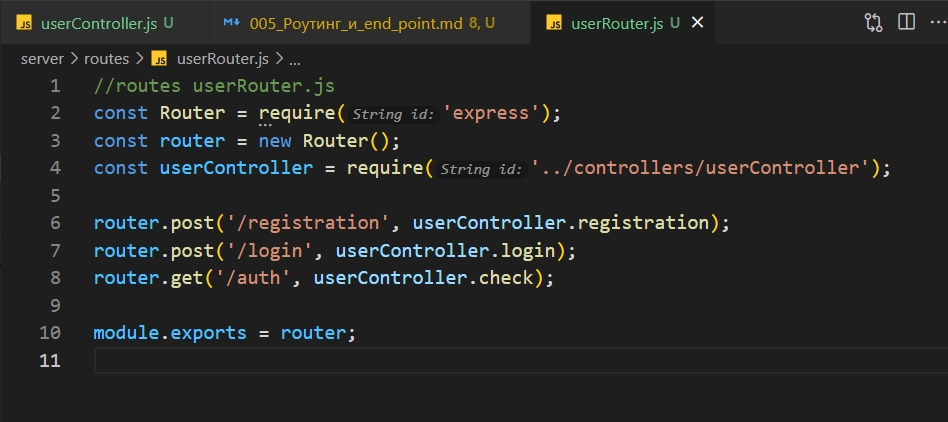 JS userController.js U 005_Роутинг_и_end_point.md 8, U JS userRouter.js U
server > routes > JS userRouter.js > ...
1 //routes userRouter.js
2 const Router = require( String id: 'express');
3 const router = new Router();
4 const userController = require( String id: '../controllers/userController');
5
6 router.post('/registration', userController.registration);
7 router.post('/login', userController.login);
8 router.get('/auth', userController.check);
9
10 module.exports = router;
11